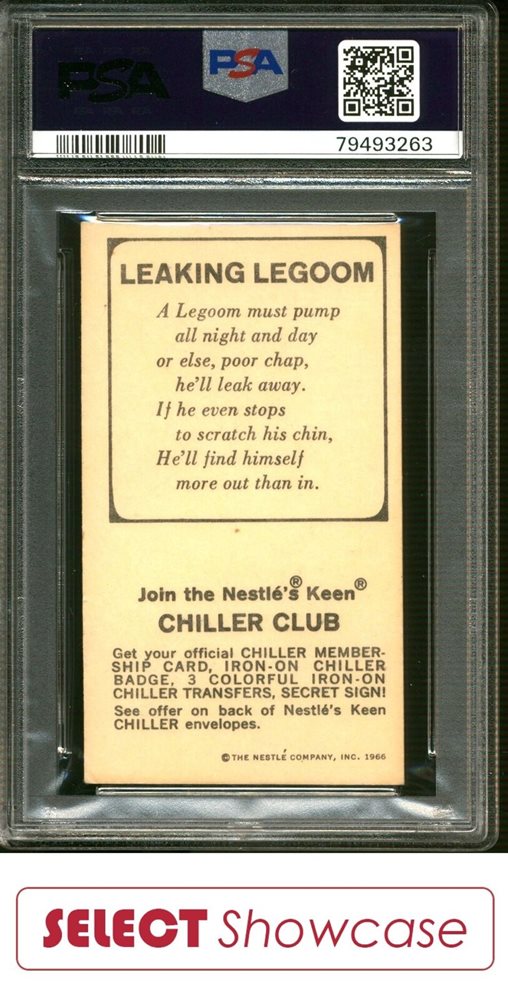 PSA
PSA
79493263
LEAKING LEGOOM
A Legoom must pump
all night and day
or else, poor chap,
he'll leak away.
If he even stops
to scratch his chin,
He'll find himself
more out than in.
Join the Nestlé's® Keen®
CHILLER CLUB
Get your official CHILLER MEMBER-
SHIP CARD, IRON-ON CHILLER
BADGE, 3 COLORFUL IRON-ON
CHILLER TRANSFERS, SECRET SIGN!
See offer on back of Nestlé's Keen
CHILLER envelopes.
©THE NESTLÉ COMPANY, INC. 1966
SELECT Showcase